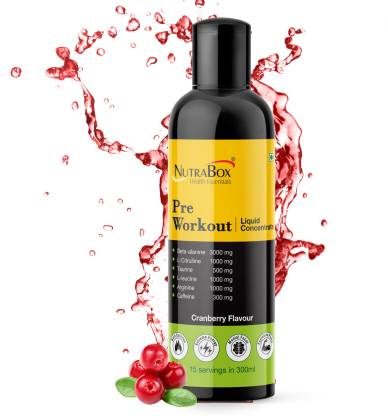 NUTRABOX®
Health Essentials
Pre
Workout
Liquid
Concentrate
Beta-alanine 3000 mg
L-Citrulline 1000 mg
Taurine 500 mg
L-leucine 1000 mg
Arginine 1000 mg
Caffeine 300 mg
Cranberry Flavour
15 servings in 300ml